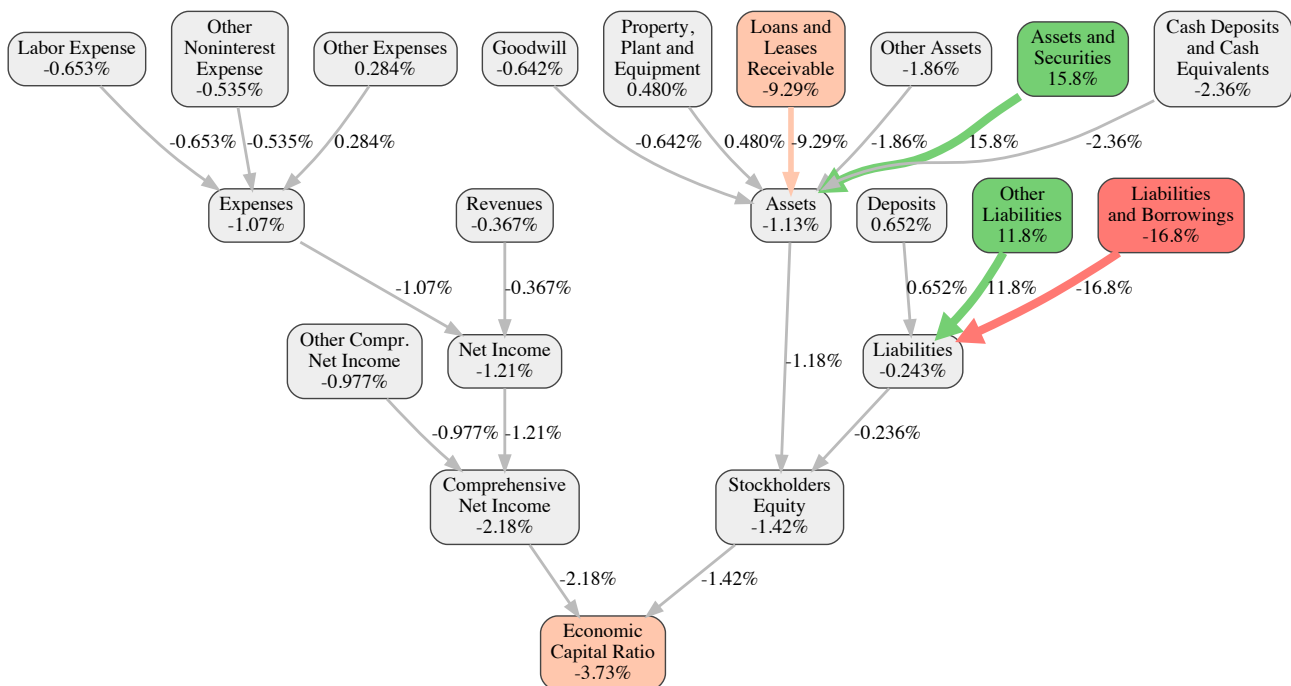 Labor Expense
-0.653%
Other
Noninterest
Expense
-0.535%
Other Expenses
0.284%
Goodwill
-0.642%
Property,
Plant and
Equipment
0.480%
Loans and
Leases
Receivable
-9.29%
Other Assets
-1.86%
Assets and
Securities
15.8%
Cash Deposits
and Cash
Equivalents
-2.36%
-0.653%
-0.535%
0.284%
-0.642%
0.480%
-9.29%
-1.86%
15.8%
-2.36%
Expenses
-1.07%
Revenues
-0.367%
Assets
-1.13%
Deposits
0.652%
Other
Liabilities
11.8%
Liabilities
and Borrowings
-16.8%
-1.07%
-0.367%
0.652%
11.8%
-16.8%
Other Compr.
Net Income
-0.977%
Net Income
-1.21%
-1.18%
Liabilities
-0.243%
-0.977%
-1.21%
-0.236%
Comprehensive
Net Income
-2.18%
Stockholders
Equity
-1.42%
-2.18%
-1.42%
Economic
Capital Ratio
-3.73%